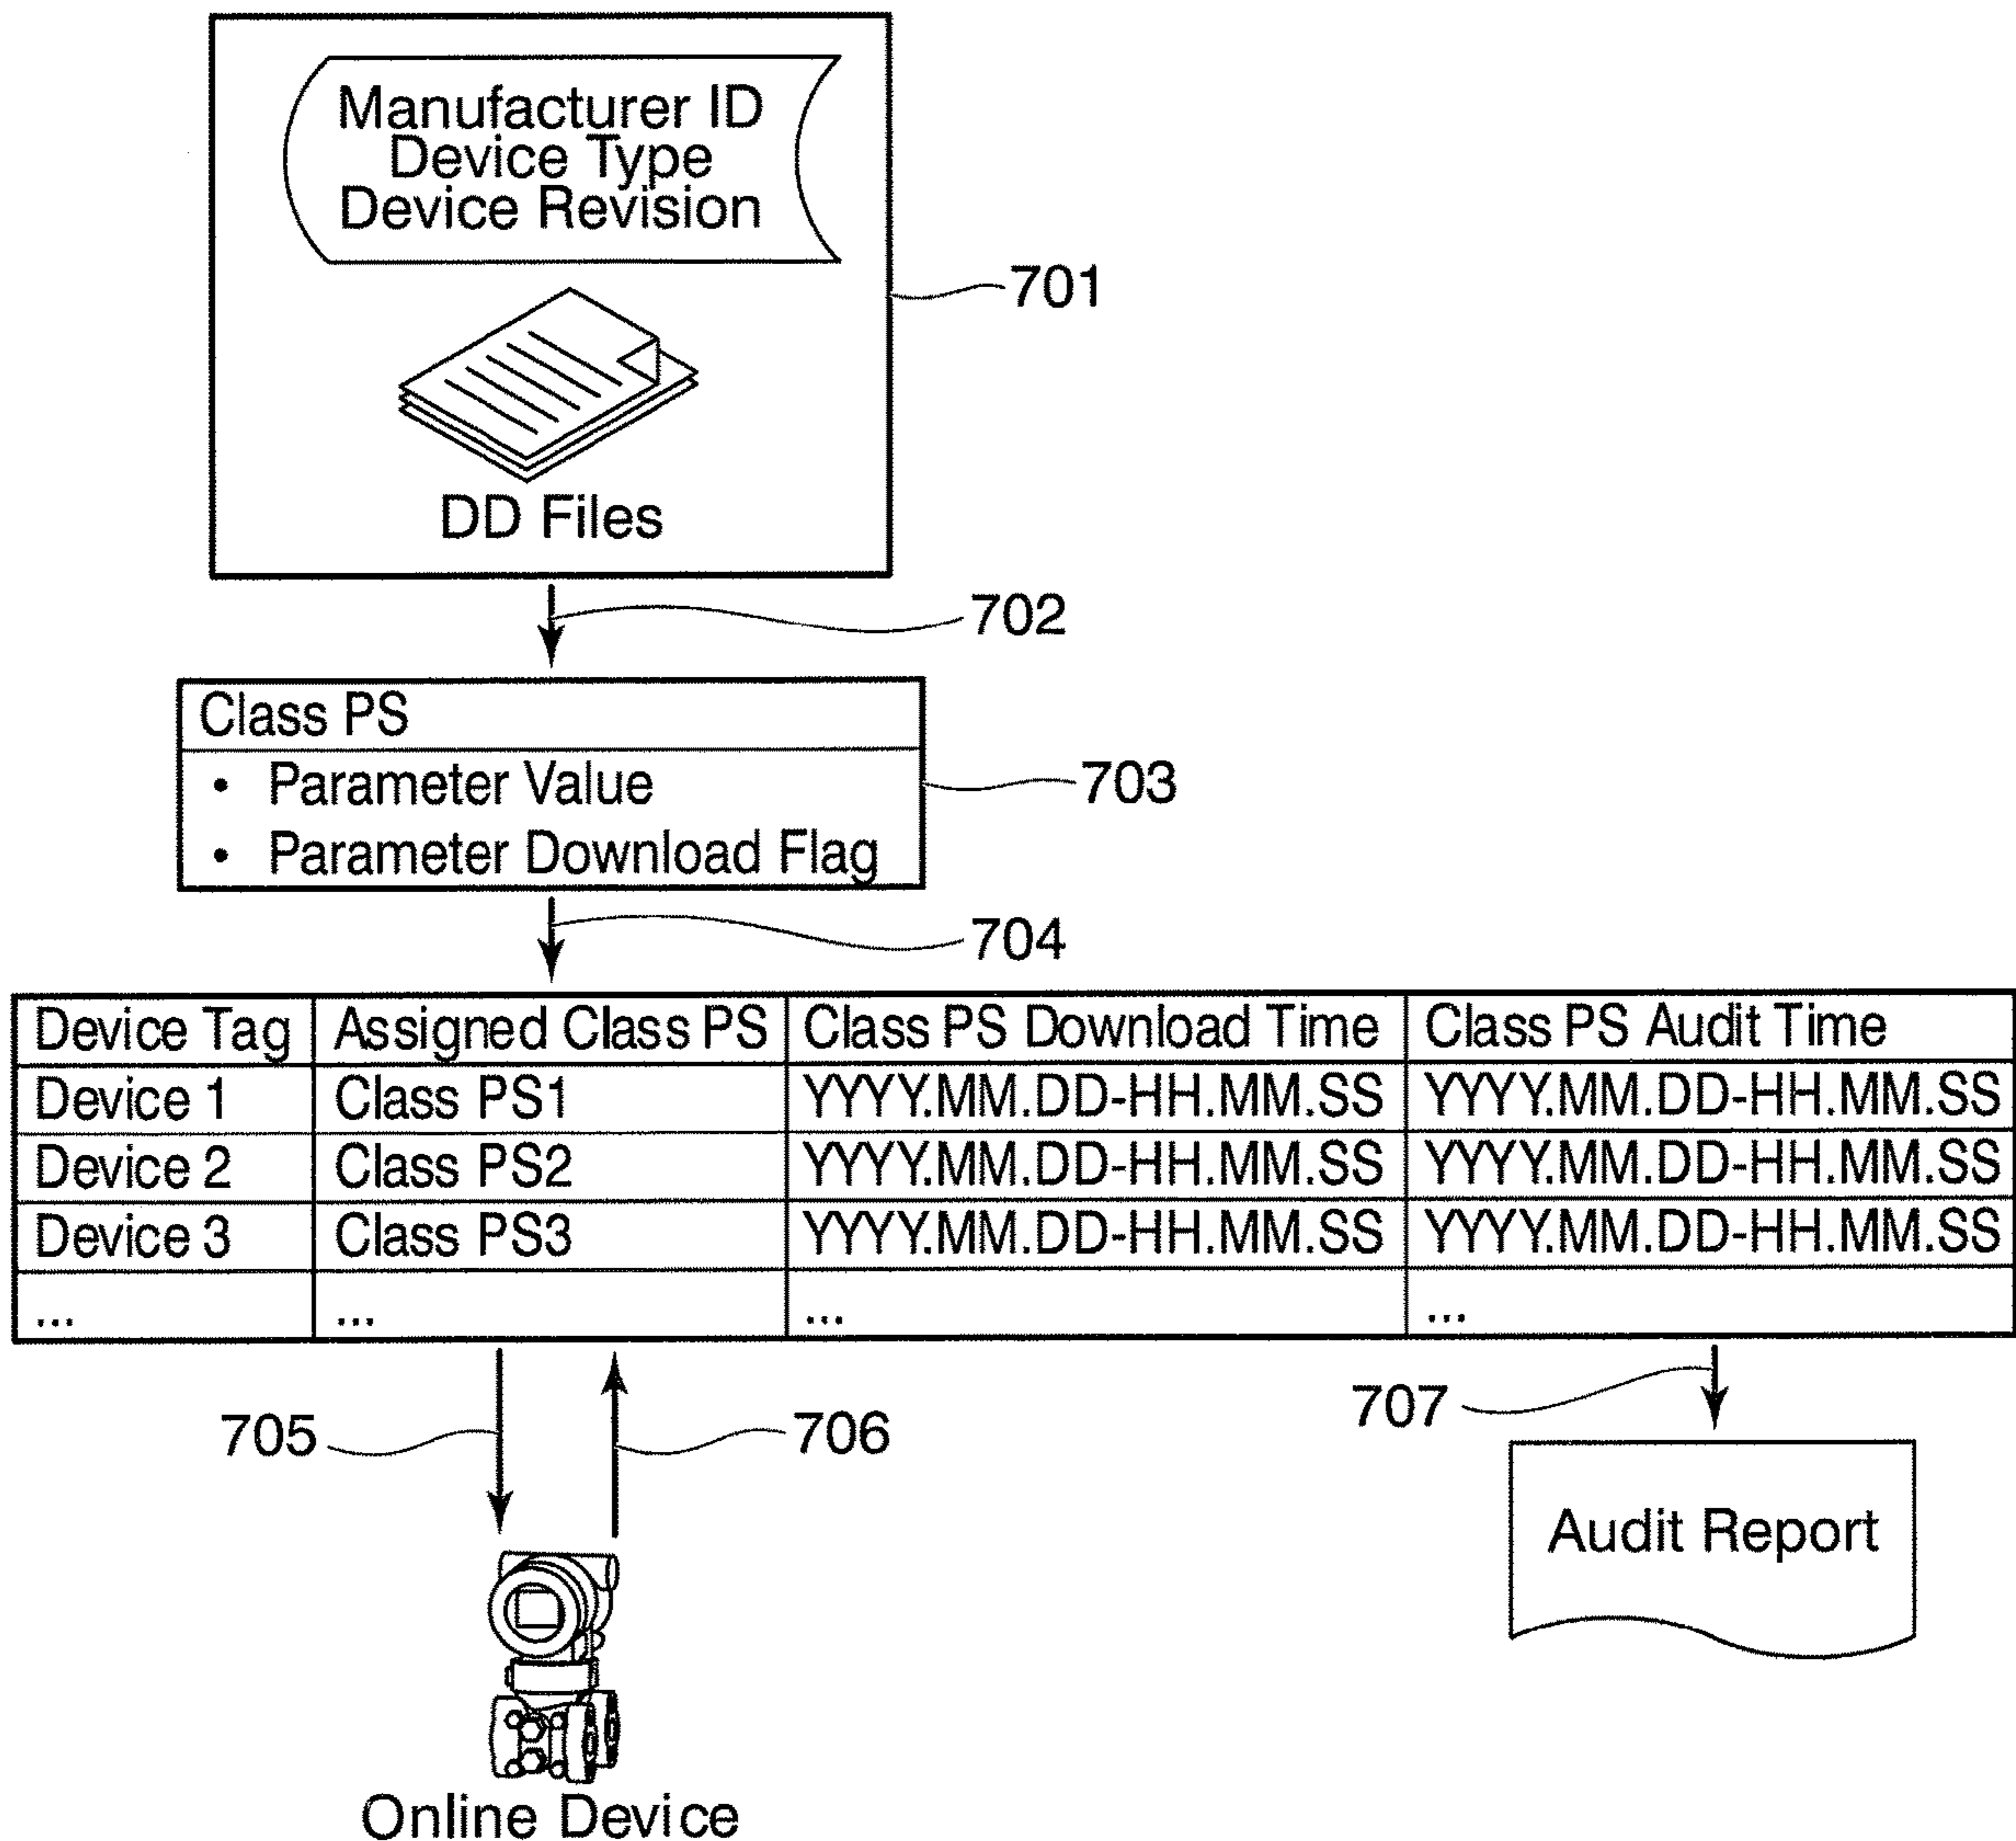 Manufacturer ID
Device Type
Device Revision
701
DD Files
702
Class PS
• Parameter Value
703
• Parameter Download Flag
704
Device Tag Assigned Class PS Class PS Download Time Class PS Audit Time
Device 1 Class PS1 YYYY.MM.DD-HH.MM.SS YYYY.MM.DD-HH.MM.SS
Device 2 Class PS2 YYYY.MM.DD-HH.MM.SS YYYY.MM.DD-HH.MM.SS
Device 3 Class PS3 YYYY.MM.DD-HH.MM.SS YYYY.MM.DD-HH.MM.SS
... ... ... ...
705 706 707
Audit Report
Online Device